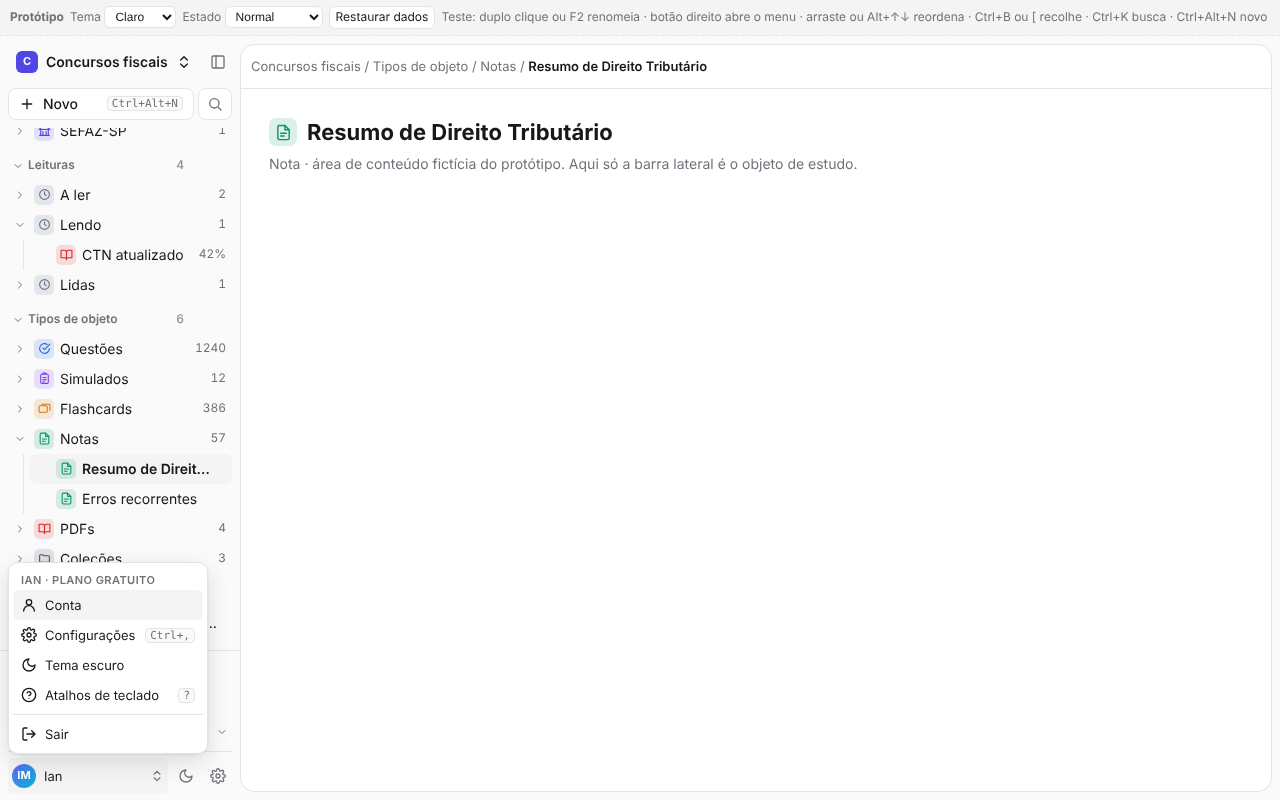 Protótipo Tema Claro Estado Normal Restaurar dados Teste: duplo clique ou F2 renomeia · botão direito abre o menu · arraste ou Alt+↑↓ reordena · Ctrl+B ou [ recolhe · Ctrl+K busca · Ctrl+Alt+N novo
C Concursos fiscais
Concursos fiscais / Tipos de objeto / Notas / Resumo de Direito Tributário
Novo Ctrl+Alt+N
SEFAZ-SP 1
Resumo de Direito Tributário
Nota · área de conteúdo fictícia do protótipo. Aqui só a barra lateral é o objeto de estudo.
Leituras 4
A ler 2
Lendo 1
CTN atualizado 42%
Lidas 1
Tipos de objeto 6
Questões 1240
Simulados 12
Flashcards 386
Notas 57
Resumo de Direit...
Erros recorrentes
PDFs 4
Coleções 3
IAN · PLANO GRATUITO
Conta
Configurações Ctrl+,
Tema escuro
Atalhos de teclado ?
Sair
IM Ian